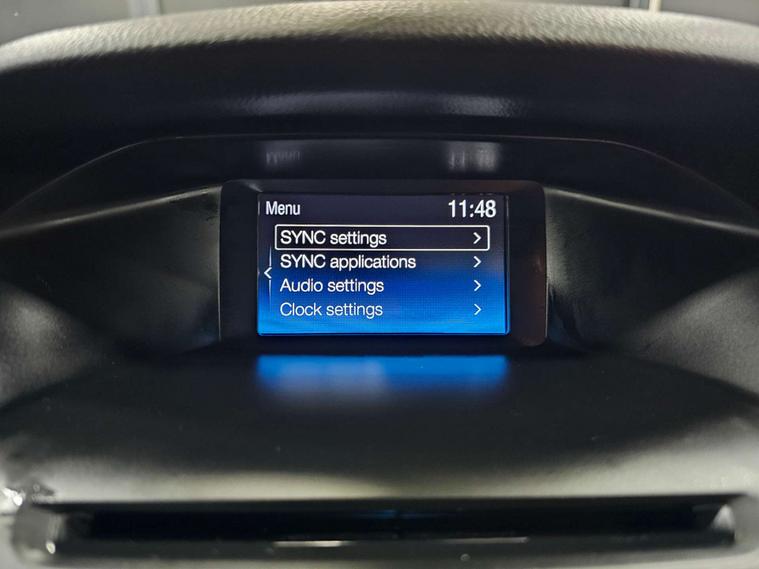 Menu 11:48
SYNC settings
SYNC applications
Audio settings
Clock settings